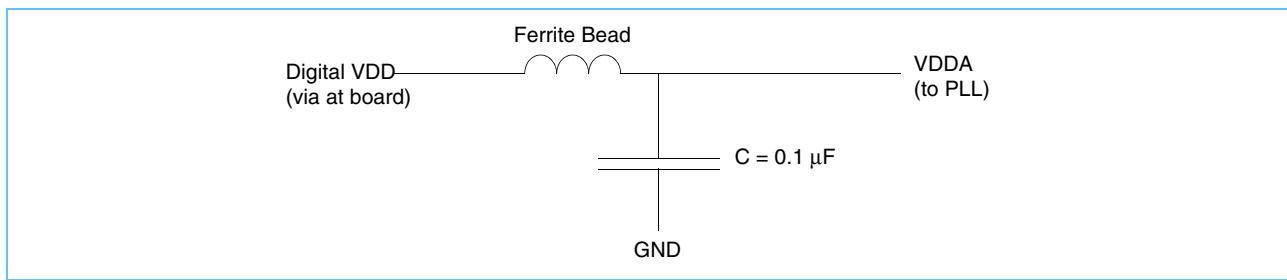 Ferrite Bead
Digital VDD
(via at board)
VDDA
(to PLL)
C = 0.1 μF
GND